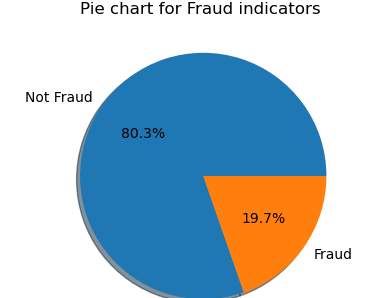 Pie chart for Fraud indicators
Not Fraud
80.3%
19.7%
Fraud